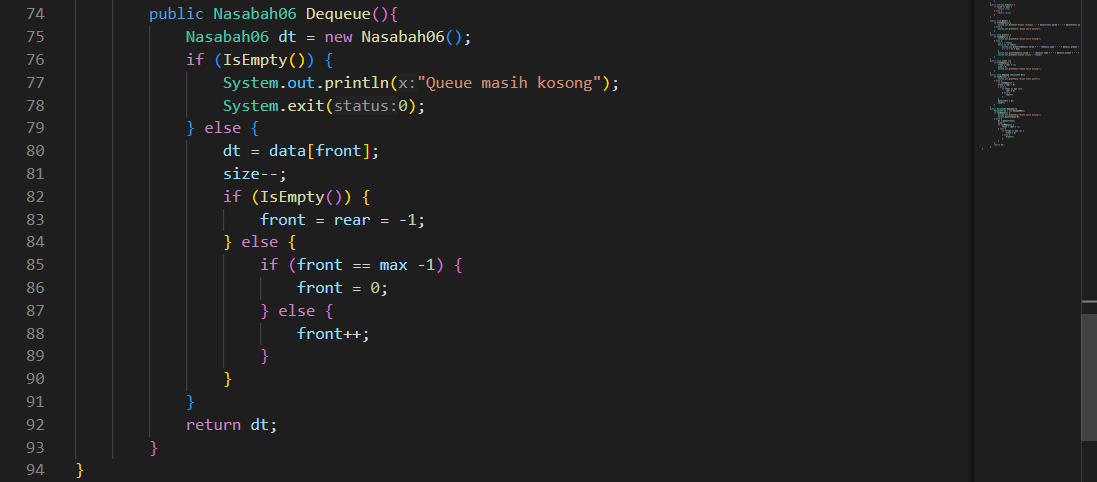 74 public Nasabah06 Dequeue(){
75 Nasabah06 dt = new Nasabah06();
76 if (IsEmpty()) {
77 System.out.println(x:"Queue masih kosong");
78 System.exit(status:0);
79 } else {
80 dt = data[front];
81 size--;
82 if (IsEmpty()) {
83 front = rear = -1;
84 } else {
85 if (front == max -1) {
86 front = 0;
87 } else {
88 front++;
89 }
90 }
91 }
92 return dt;
93 }
94 }